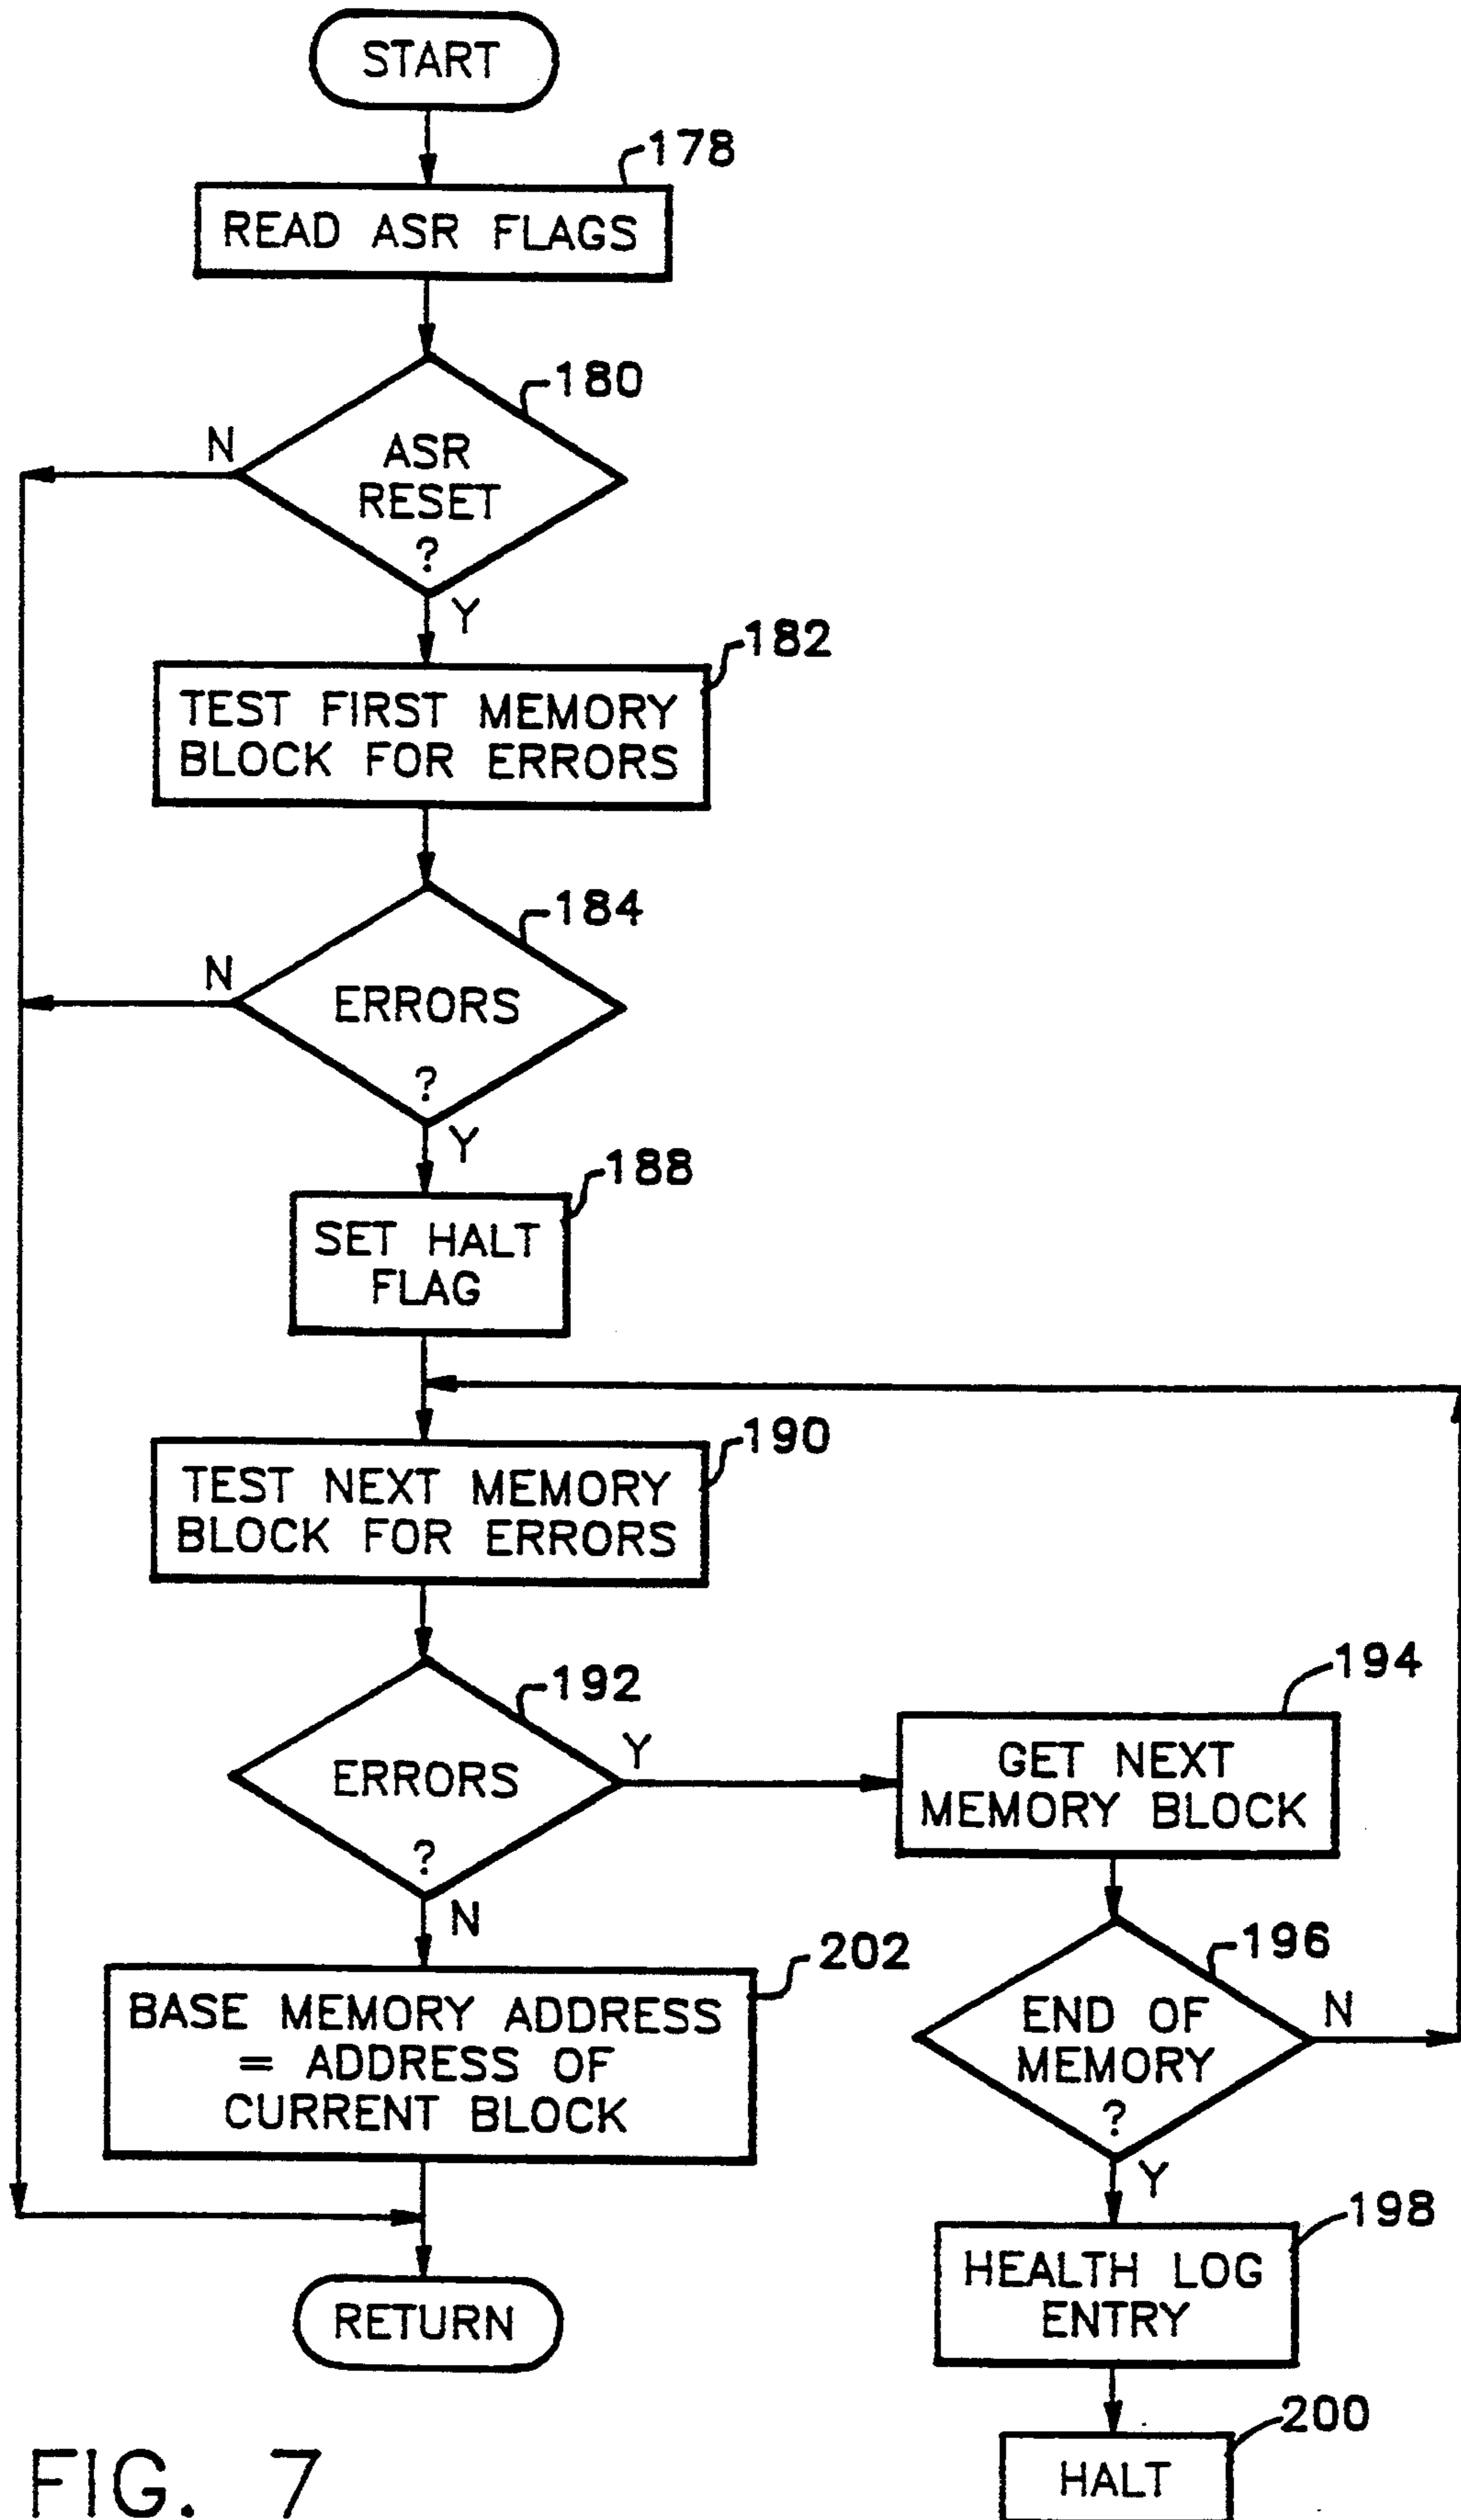 START
178
READ ASR FLAGS
180
N
ASR
RESET
?
Y
182
TEST FIRST MEMORY
BLOCK FOR ERRORS
184
N
ERRORS
?
Y
188
SET HALT
FLAG
190
TEST NEXT MEMORY
BLOCK FOR ERRORS
192
ERRORS
?
Y
N
194
GET NEXT
MEMORY BLOCK
196
END OF
MEMORY
?
N
Y
202
BASE MEMORY ADDRESS
= ADDRESS OF
CURRENT BLOCK
198
HEALTH LOG
ENTRY
RETURN
200
HALT
FIG. 7